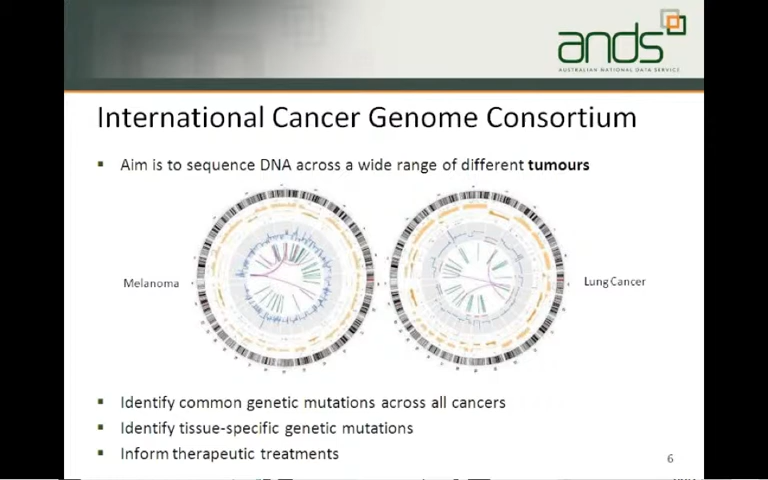 ands
AUSTRALIAN NATIONAL DATA SERVICE
International Cancer Genome Consortium
▪ Aim is to sequence DNA across a wide range of different tumours
Melanoma
Lung Cancer
▪ Identify common genetic mutations across all cancers
▪ Identify tissue-specific genetic mutations
▪ Inform therapeutic treatments
6